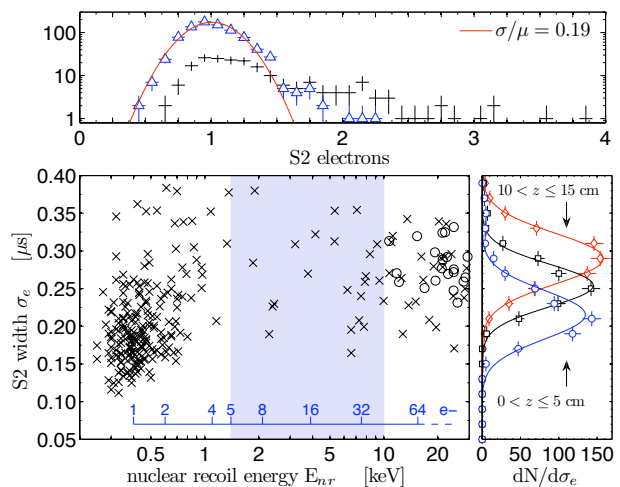 100
10
1
σ/μ = 0.19
0 1 2 3 4
S2 electrons
S2 width σe [μs]
0.40
0.35
0.30
0.25
0.20
0.15
0.10
0.05
1 2 4 5 8 16 32 64 e-
0.5 1 2 5 10 20
nuclear recoil energy Enr [keV]
10 < z ≤ 15 cm
0 < z ≤ 5 cm
0 50 100 150
dN/dσe